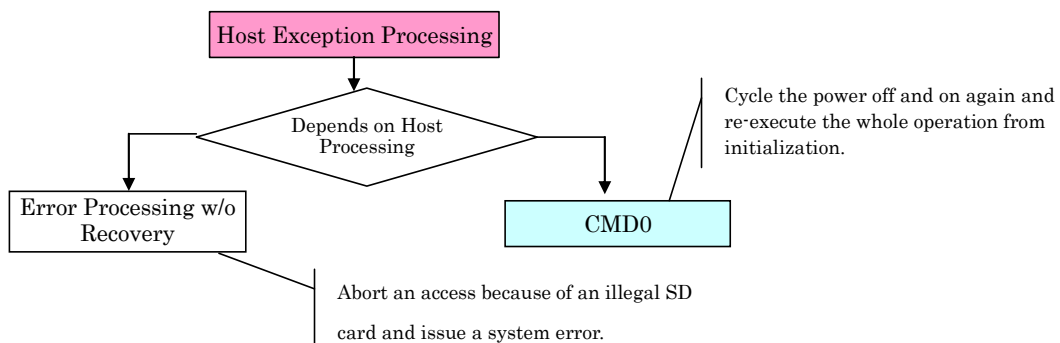 Host Exception Processing
Depends on Host
Processing
Cycle the power off and on again and
re-execute the whole operation from
initialization.
Error Processing w/o
Recovery
CMD0
Abort an access because of an illegal SD
card and issue a system error.